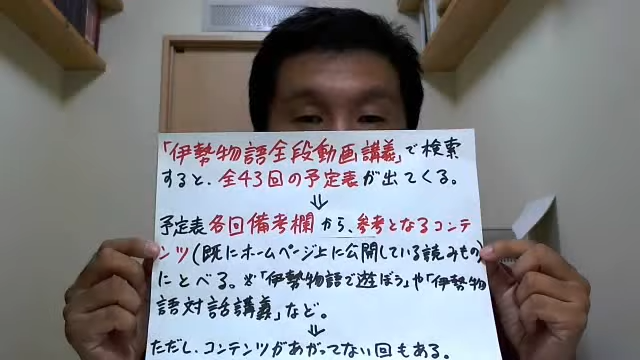 「伊勢物語全段動画講義」で検索
すると、全43回の予定表が出てくる。
⇓
予定表各回備考欄から、参考となるコンテ
ンツ(既にホームページ上に公開している読みもの)
にとべる。※「伊勢物語で遊ぼう」や「伊勢物
語対話講義」など。
⇓
ただし、コンテンツがあがってない回もある。